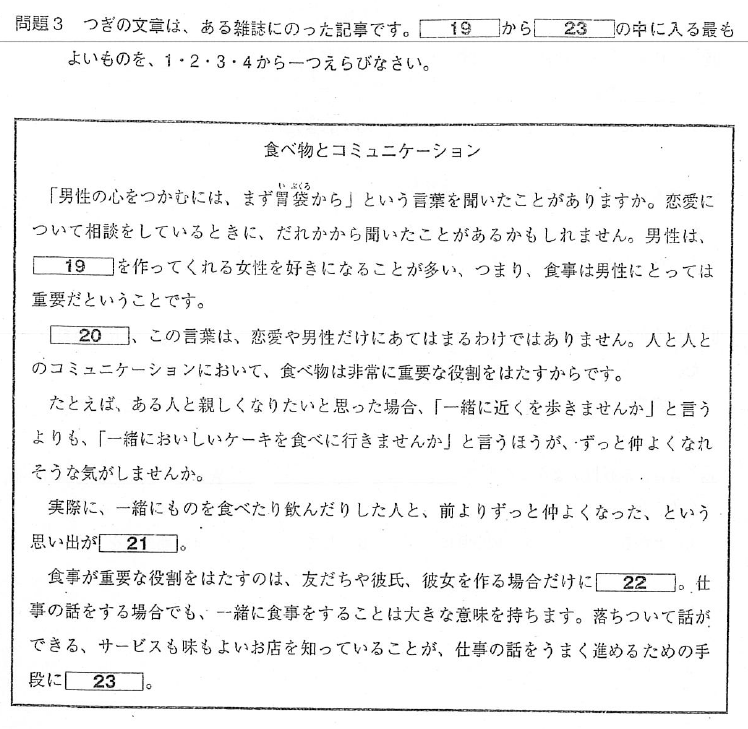 問題3　つぎの文章は、ある雑誌にのった記事です。 19 から 23 の中に入る最も
よいものを、1・2・3・4から一つえらびなさい。
食べ物とコミュニケーション
「男性の心をつかむには、まず胃袋から」という言葉を聞いたことがありますか。恋愛に
ついて相談をしているときに、だれかから聞いたことがあるかもしれません。男性は、
19 を作ってくれる女性を好きになることが多い、つまり、食事は男性にとっては
重要だということです。
20 、この言葉は、恋愛や男性だけにあてはまるわけではありません。人と人と
のコミュニケーションにおいて、食べ物は非常に重要な役割をはたすからです。
たとえば、ある人と親しくなりたいと思った場合、「一緒に近くを歩きませんか」と言う
よりも、「一緒においしいケーキを食べに行きませんか」と言うほうが、ずっと仲よくなれ
そうな気がしませんか。
実際に、一緒にものを食べたり飲んだりした人と、前よりずっと仲よくなった、という
思い出が 21 。
食事が重要な役割をはたすのは、友だちや彼氏、彼女を作る場合だけに 22 。仕
事の話をする場合でも、一緒に食事をすることは大きな意味を持ちます。落ちついて話が
できる、サービスも味もよいお店を知っていることが、仕事の話をうまく進めるための手
段に 23 。